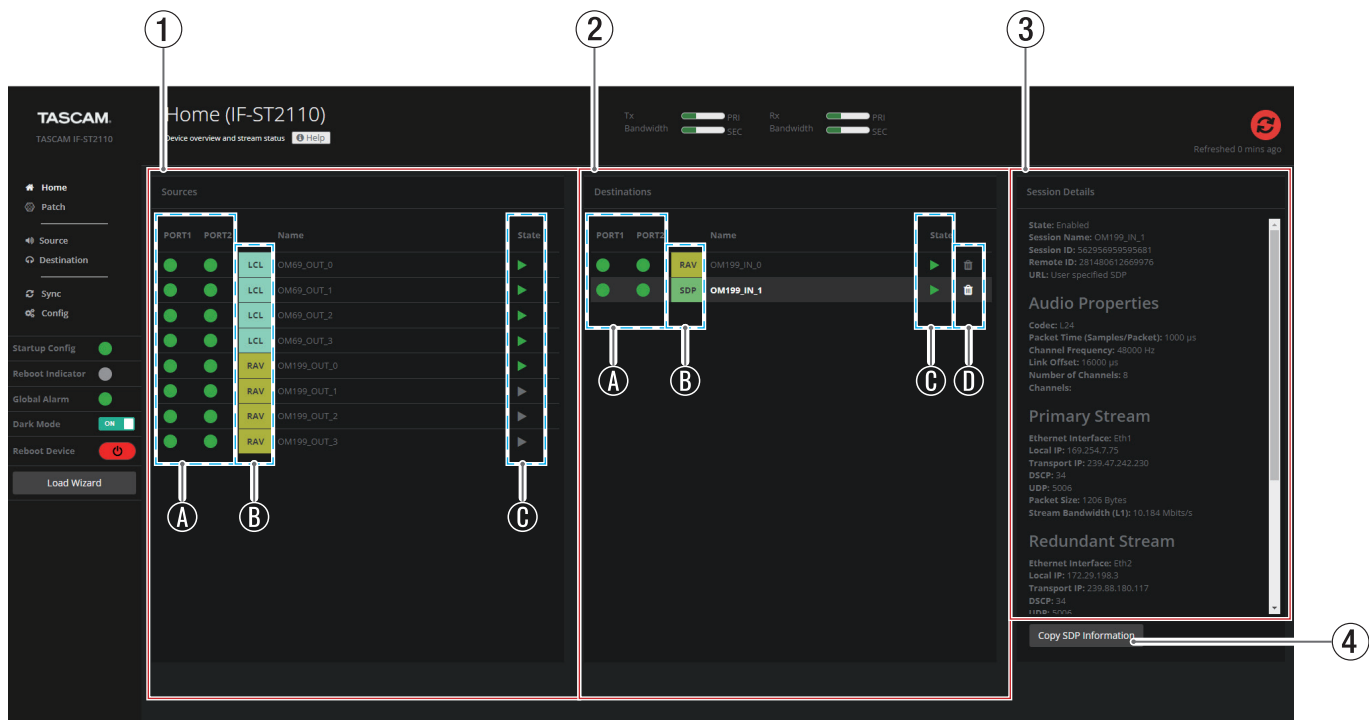 1
2
3
TASCAM
TASCAM IF-ST2110
Home (IF-ST2110)
Device overview and stream status
Help
Tx
Bandwidth
PRI
SEC
Rx
Bandwidth
PRI
SEC
Refreshed 0 mins ago
Home
Patch
Source
Destination
Sync
Config
Startup Config
Reboot Indicator
Global Alarm
Dark Mode
ON
Reboot Device
Load Wizard
Sources
PORT1 PORT2 Name State
LCL OM69_OUT_0
LCL OM69_OUT_1
LCL OM69_OUT_2
LCL OM69_OUT_3
RAV OM199_OUT_0
RAV OM199_OUT_1
RAV OM199_OUT_2
RAV OM199_OUT_3
A
B
C
Destinations
PORT1 PORT2 Name State
RAV OM199_IN_0
SDP OM199_IN_1
A
B
C
D
Session Details
State: Enabled
Session Name: OM199_IN_1
Session ID: 562956959595681
Remote ID: 281480612669976
URL: User specified SDP
Audio Properties
Codec: L24
Packet Time (Samples/Packet): 1000 µs
Channel Frequency: 48000 Hz
Link Offset: 16000 µs
Number of Channels: 8
Channels:
Primary Stream
Ethernet Interface: Eth1
Local IP: 169.254.7.75
Transport IP: 239.47.242.230
DSCP: 34
UDP: 5006
Packet Size: 1206 Bytes
Stream Bandwidth (L1): 10.184 Mbits/s
Redundant Stream
Ethernet Interface: Eth2
Local IP: 172.29.198.3
Transport IP: 239.88.180.117
DSCP: 34
UDP: 5006
Copy SDP Information
4